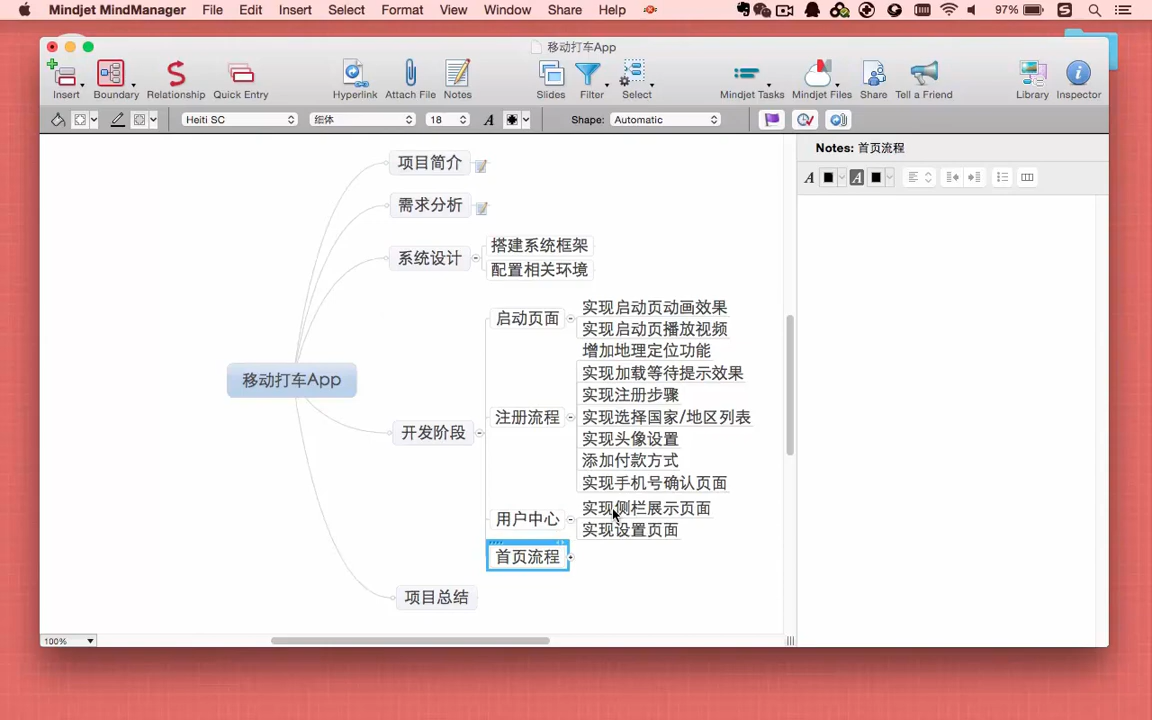 Mindjet MindManager File Edit Insert Select Format View Window Share Help 97%
移动打车App
Insert Boundary Relationship Quick Entry Hyperlink Attach File Notes Slides Filter Select Mindjet Tasks Mindjet Files Share Tell a Friend Library Inspector
Heiti SC 细体 18 A Shape: Automatic
Notes: 首页流程
A A
项目简介
需求分析
系统设计
搭建系统框架
配置相关环境
移动打车App
开发阶段
启动页面
实现启动页动画效果
实现启动页播放视频
注册流程
增加地理定位功能
实现加载等待提示效果
实现注册步骤
实现选择国家/地区列表
实现头像设置
添加付款方式
实现手机号确认页面
用户中心
实现侧栏展示页面
实现设置页面
首页流程
项目总结
100%